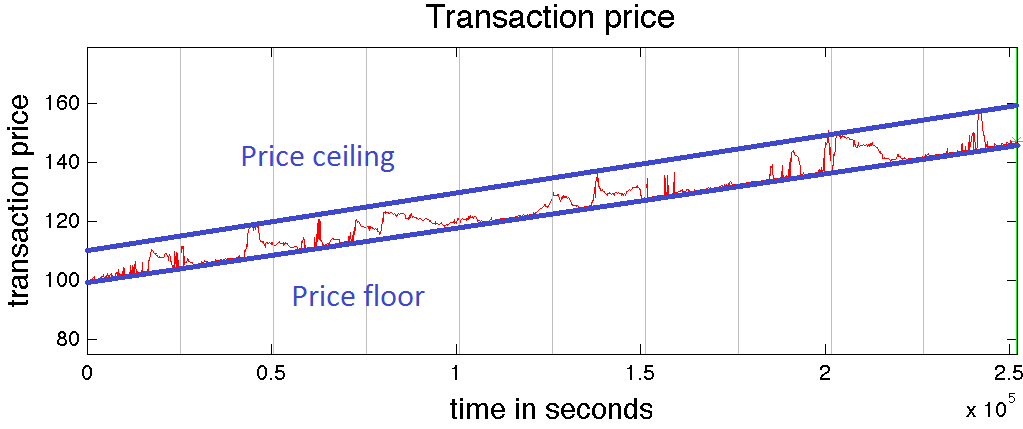 Transaction price
transaction price
160
140
120
100
80
Price ceiling
Price floor
0
0.5
1
1.5
2
2.5
time in seconds
x 10^5